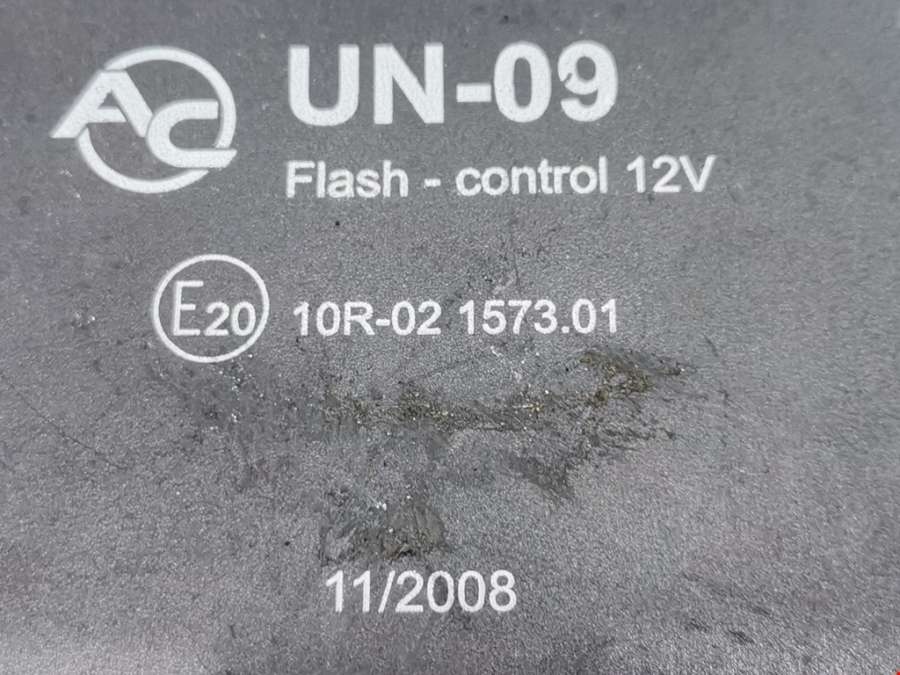 AC
UN-09
Flash - control 12V
E20 10R-02 1573.01
11/2008